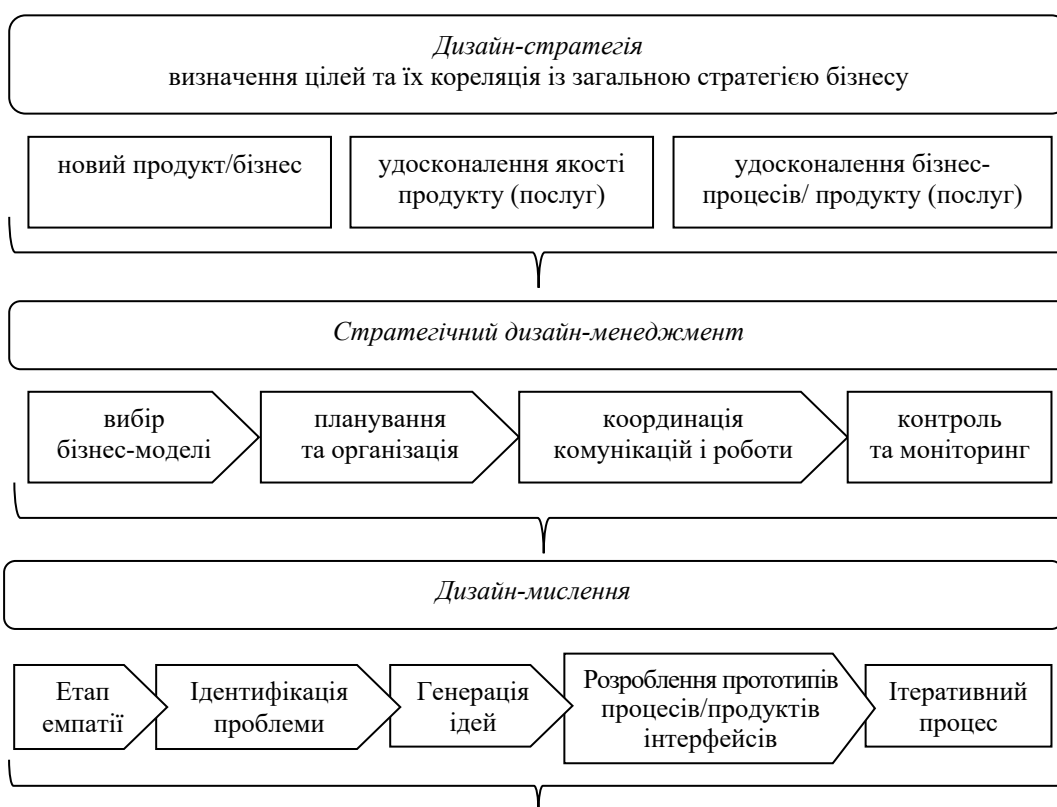 Дизайн-стратегія
визначення цілей та їх кореляція із загальною стратегією бізнесу
новий продукт/бізнес
удосконалення якості
продукту (послуг)
удосконалення бізнес-
процесів/ продукту (послуг)
Стратегічний дизайн-менеджмент
вибір
бізнес-моделі
планування
та організація
координація
комунікацій і роботи
контроль
та моніторинг
Дизайн-мислення
Етап
емпатії
Ідентифікація
проблеми
Генерація
ідей
Розроблення прототипів
процесів/продуктів
інтерфейсів
Ітеративний
процес